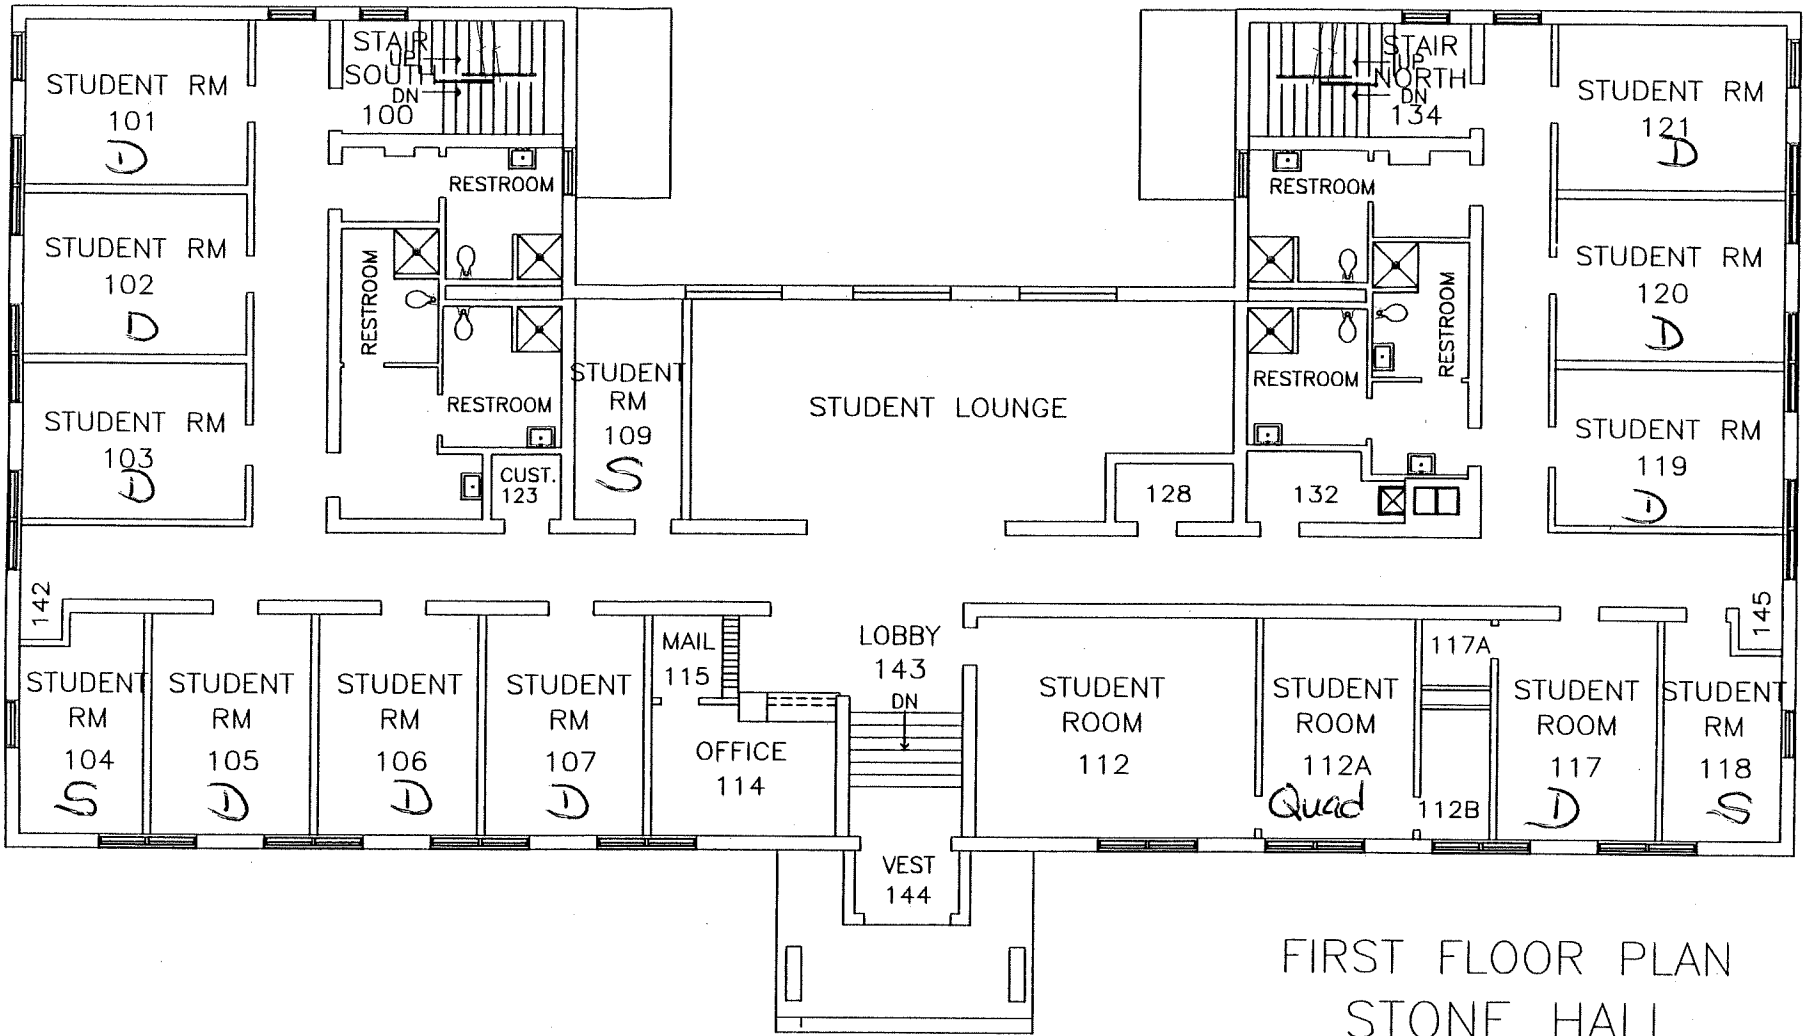 STAIR
UP
SOUTH
DN
100
STAIR
UP
NORTH
DN
134
STUDENT RM
101
D
STUDENT RM
121
D
RESTROOM
RESTROOM
STUDENT RM
102
D
RESTROOM
RESTROOM
STUDENT RM
120
D
STUDENT RM
103
D
RESTROOM
STUDENT
RM
109
S
STUDENT LOUNGE
RESTROOM
STUDENT RM
119
D
CUST.
123
128
132
142
145
MAIL
115
LOBBY
143
DN
117A
STUDENT
RM
104
S
STUDENT
RM
105
D
STUDENT
RM
106
D
STUDENT
RM
107
D
OFFICE
114
STUDENT
ROOM
112
STUDENT
ROOM
112A
Quad
112B
STUDENT
ROOM
117
D
STUDENT
RM
118
S
VEST
144
FIRST FLOOR PLAN
STONE HALL